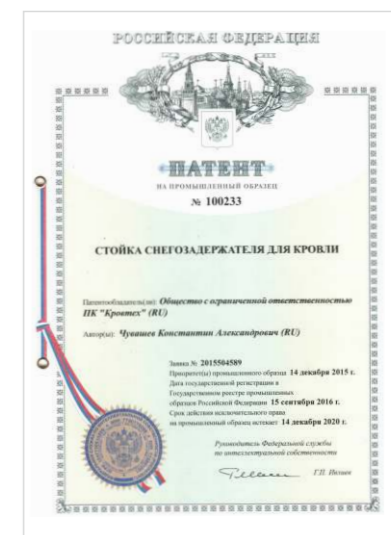 РОССИЙСКАЯ ФЕДЕРАЦИЯ
ПАТЕНТ
НА ПРОМЫШЛЕННЫЙ ОБРАЗЕЦ
№ 100233
СТОЙКА СНЕГОЗАДЕРЖАТЕЛЯ ДЛЯ КРОВЛИ
Патентообладатель(ли): Общество с ограниченной ответственностью
ПК "Кровтех" (RU)
Автор(ы): Чувашев Константин Александрович (RU)
Заявка № 2015504589
Приоритет(ы) промышленного образца 14 декабря 2015 г.
Дата государственной регистрации в
Государственном реестре промышленных
образцов Российской Федерации 15 сентября 2016 г.
Срок действия исключительного права
на промышленный образец истекает 14 декабря 2020 г.
Руководитель Федеральной службы
по интеллектуальной собственности
Г.П. Ивлиев